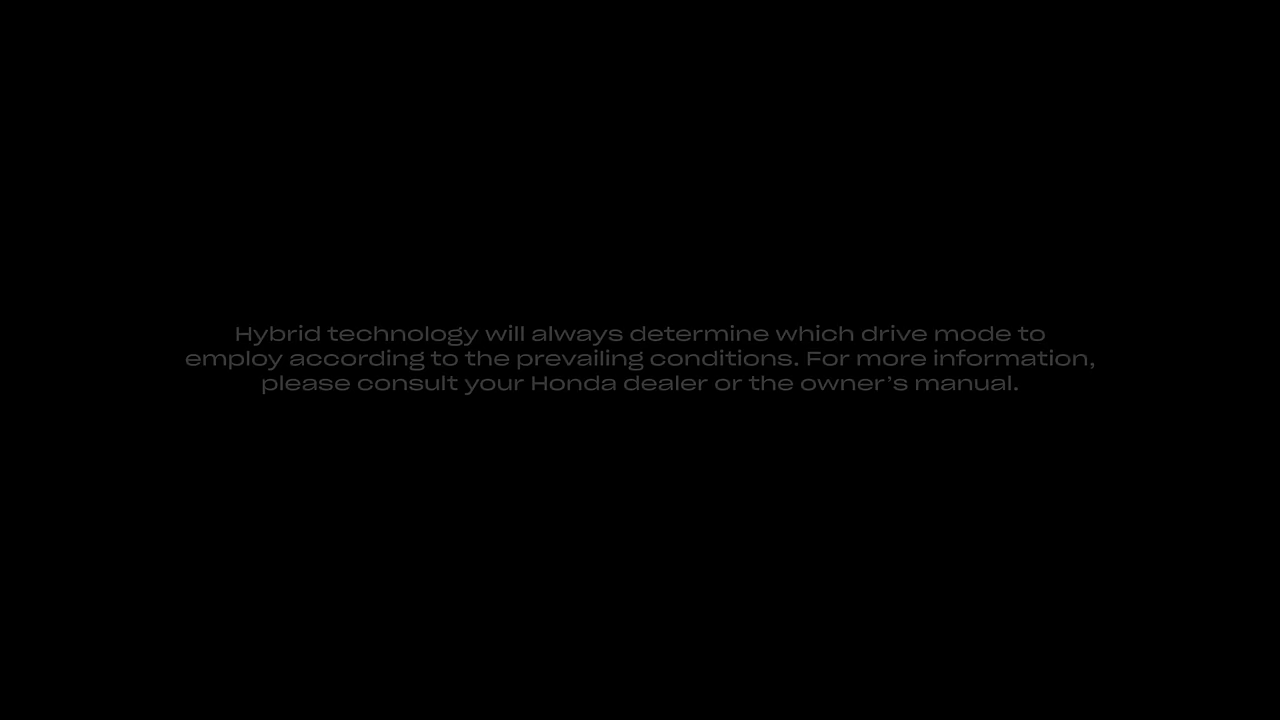 Hybrid technology will always determine which drive mode to
employ according to the prevailing conditions. For more information,
please consult your Honda dealer or the owner’s manual.